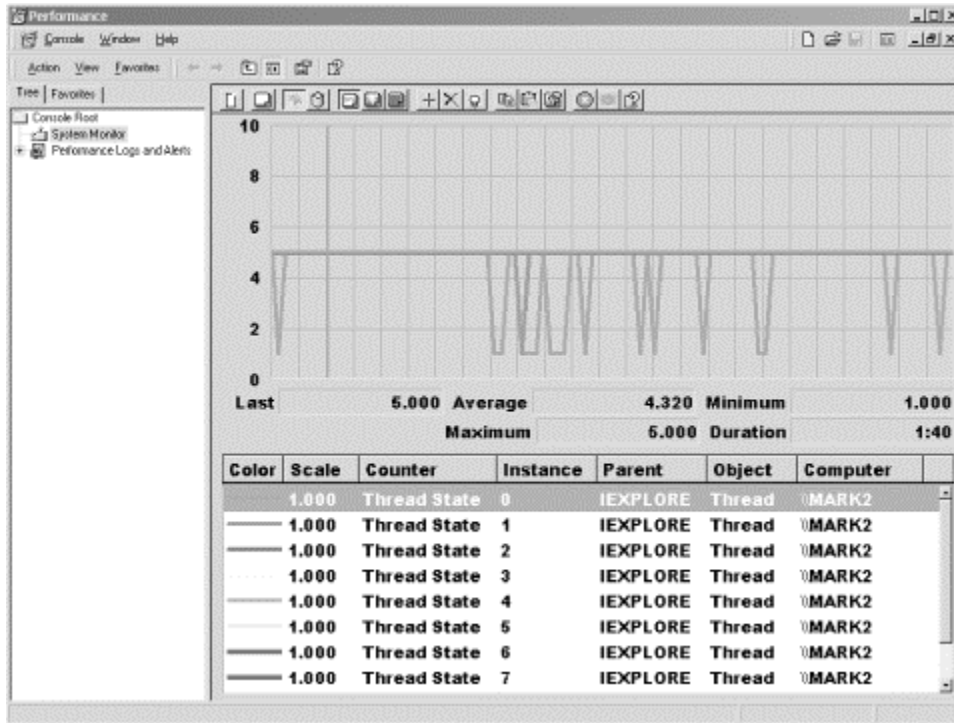 Performance
Console Window Help
Action View Favorites
Tree Favorites
Console Root
System Monitor
Performance Logs and Alerts
10
8
6
4
2
0
Last 5.000 Average 4.320 Minimum 1.000
Maximum 5.000 Duration 1:40
Color Scale Counter Instance Parent Object Computer
1.000 Thread State 0 IEXPLORE Thread \\MARK2
1.000 Thread State 1 IEXPLORE Thread \\MARK2
1.000 Thread State 2 IEXPLORE Thread \\MARK2
1.000 Thread State 3 IEXPLORE Thread \\MARK2
1.000 Thread State 4 IEXPLORE Thread \\MARK2
1.000 Thread State 5 IEXPLORE Thread \\MARK2
1.000 Thread State 6 IEXPLORE Thread \\MARK2
1.000 Thread State 7 IEXPLORE Thread \\MARK2